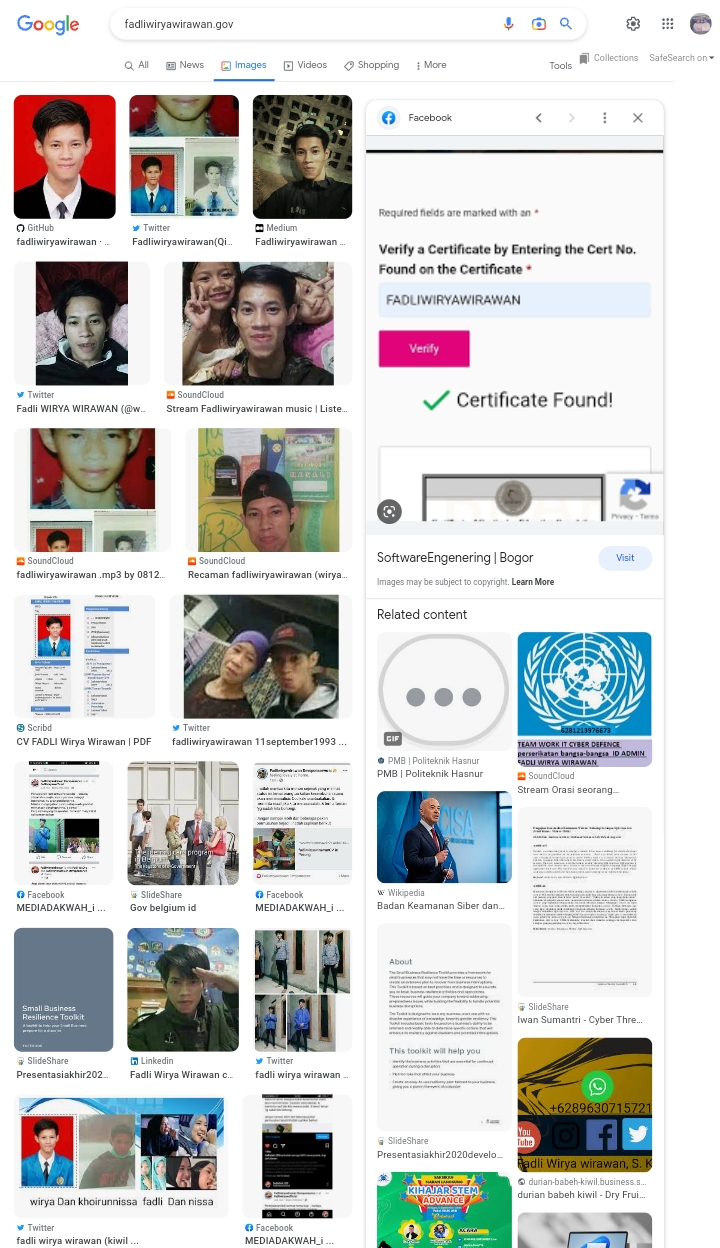 Google
fadliwiryawirawan.gov
All
News
Images
Videos
Shopping
More
Tools
Collections
SafeSearch on
GitHub
fadliwiryawirawan · ...
Twitter
Fadliwiryawirawan(Qi...
Medium
Fadliwiryawirawan ...
Twitter
Fadli WIRYA WIRAWAN (@w...
SoundCloud
Stream Fadliwiryawirawan music | Liste...
SoundCloud
fadliwiryawirawan .mp3 by 0812...
SoundCloud
Recaman fadliwiryawirawan (wirya...
Scribd
CV FADLI Wirya Wirawan | PDF
Twitter
fadliwiryawirawan 11september1993 ...
Facebook
MEDIADAKWAH_i ...
SlideShare
Gov belgium id
Facebook
MEDIADAKWAH_i ...
Small Business
Resilience Toolkit
SlideShare
Presentasiakhir202...
Linkedin
Fadli Wirya Wirawan c...
Twitter
fadli wirya wirawan ...
wirya Dan khoirunnissa fadli Dan nissa
Twitter
fadli wirya wirawan (kiwil ...
Facebook
MEDIADAKWAH_i ...
Facebook
Required fields are marked with an *
Verify a Certificate by Entering the Cert No.
Found on the Certificate *
FADLIWIRYAWIRAWAN
Verify
Certificate Found!
Privacy - Terms
SoftwareEngenering | Bogor
Visit
Images may be subject to copyright. Learn More
Related content
GIF
PMB | Politeknik Hasnur
PMB | Politeknik Hasnur
6281213976673
TEAM WORK IT CYBER DEFENCE
perserikatan bangsa-bangsa ID ADMIN
FADLI WIRYA WIRAWAN
SoundCloud
Stream Orasi seorang...
Wikipedia
Badan Keamanan Siber dan...
SlideShare
Iwan Sumantri - Cyber Thre...
About
This toolkit will help you
SlideShare
Presentasiakhir2020develo...
+6289630715721
You
Tube
Fadli Wirya wirawan, S. K
durian-babeh-kiwil.business.s...
durian babeh kiwil - Dry Frui...
KIHAJAR STEM
ADVANCE